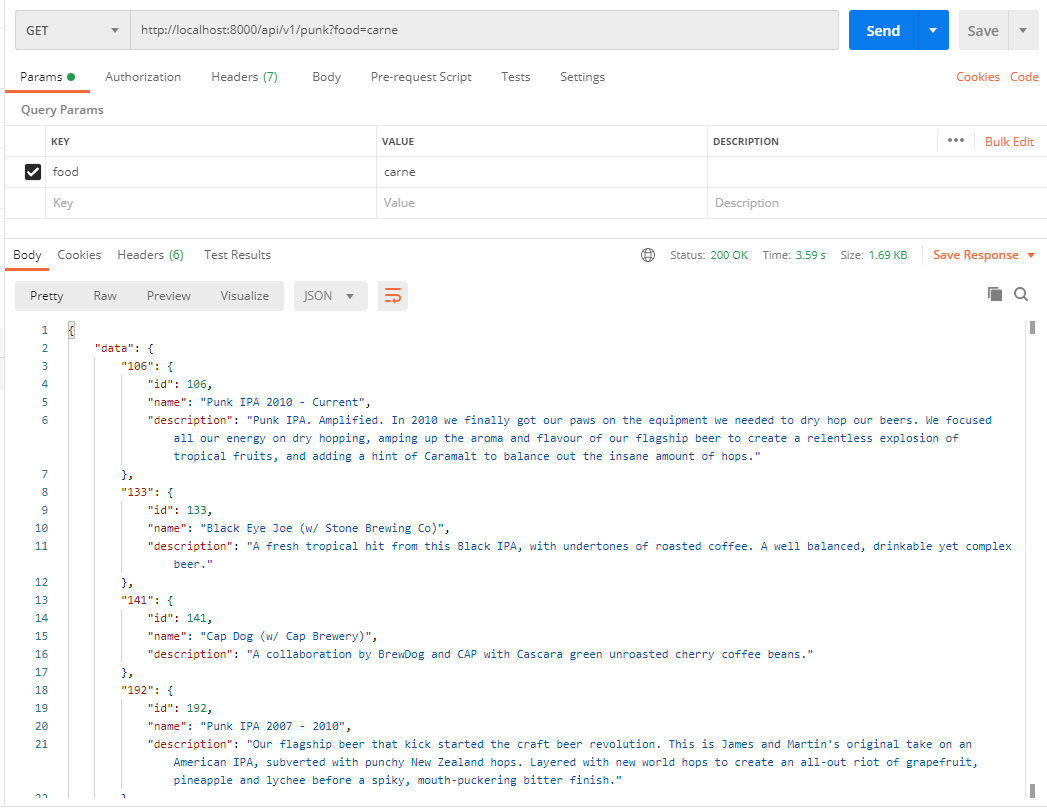 GET http://localhost:8000/api/v1/punk?food=carne Send Save
Params Authorization Headers (7) Body Pre-request Script Tests Settings Cookies Code
Query Params
KEY VALUE DESCRIPTION ••• Bulk Edit
food carne
Key Value Description
Body Cookies Headers (6) Test Results Status: 200 OK Time: 3.59 s Size: 1.69 KB Save Response
Pretty Raw Preview Visualize JSON
1 {
2 "data": {
3 "106": {
4 "id": 106,
5 "name": "Punk IPA 2010 - Current",
6 "description": "Punk IPA. Amplified. In 2010 we finally got our paws on the equipment we needed to dry hop our beers. We focused
all our energy on dry hopping, amping up the aroma and flavour of our flagship beer to create a relentless explosion of
tropical fruits, and adding a hint of Caramalt to balance out the insane amount of hops."
7 },
8 "133": {
9 "id": 133,
10 "name": "Black Eye Joe (w/ Stone Brewing Co)",
11 "description": "A fresh tropical hit from this Black IPA, with undertones of roasted coffee. A well balanced, drinkable yet complex
beer."
12 },
13 "141": {
14 "id": 141,
15 "name": "Cap Dog (w/ Cap Brewery)",
16 "description": "A collaboration by BrewDog and CAP with Cascara green unroasted cherry coffee beans."
17 },
18 "192": {
19 "id": 192,
20 "name": "Punk IPA 2007 - 2010",
21 "description": "Our flagship beer that kick started the craft beer revolution. This is James and Martin's original take on an
American IPA, subverted with punchy New Zealand hops. Layered with new world hops to create an all-out riot of grapefruit,
pineapple and lychee before a spiky, mouth-puckering bitter finish."